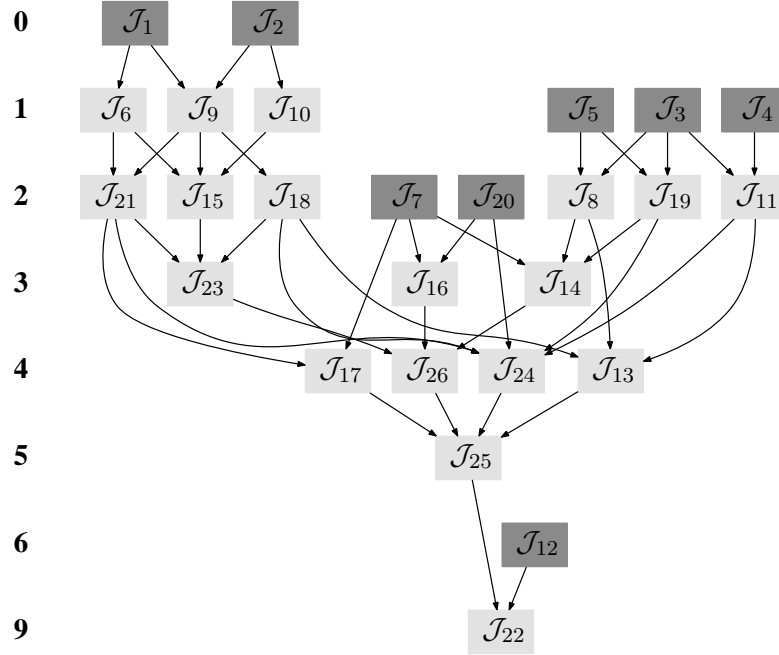 0 𝒥₁ 𝒥₂
1 𝒥₆ 𝒥₉ 𝒥₁₀ 𝒥₅ 𝒥₃ 𝒥₄
2 𝒥₂₁ 𝒥₁₅ 𝒥₁₈ 𝒥₇ 𝒥₂₀ 𝒥₈ 𝒥₁₉ 𝒥₁₁
3 𝒥₂₃ 𝒥₁₆ 𝒥₁₄
4 𝒥₁₇ 𝒥₂₆ 𝒥₂₄ 𝒥₁₃
5 𝒥₂₅
6 𝒥₁₂
9 𝒥₂₂